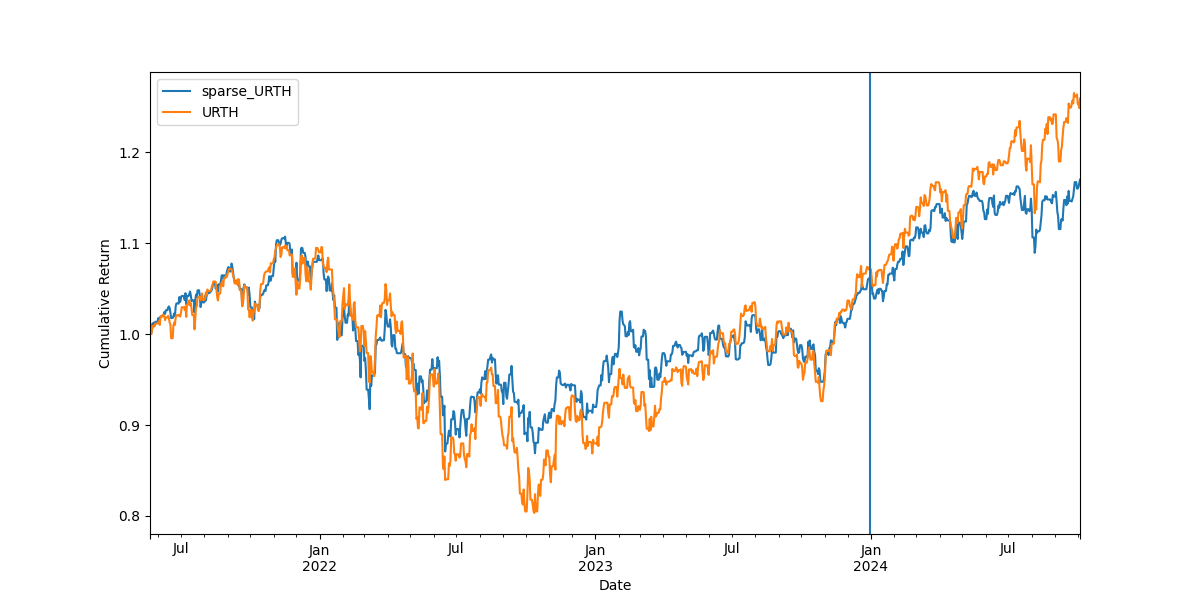 sparse_URTH
URTH
Cumulative Return
1.2
1.1
1.0
0.9
0.8
Jul
Jan
2022
Jul
Jan
2023
Jul
Jan
2024
Jul
Date